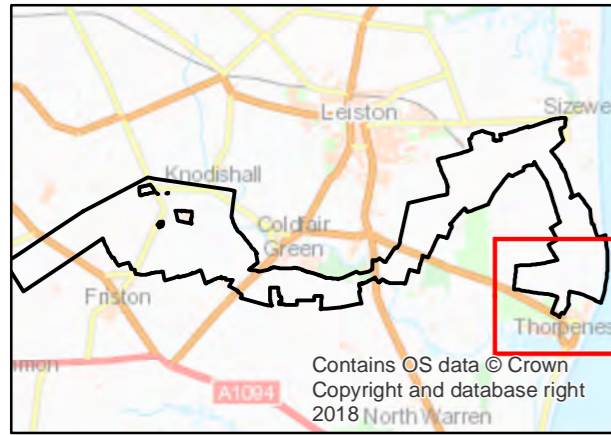 Leiston
Sizewe
Knodishall
Coldfair
Green
Friston
Thorpenes
mon
Contains OS data © Crown
Copyright and database right
2018
A1094
North Warren